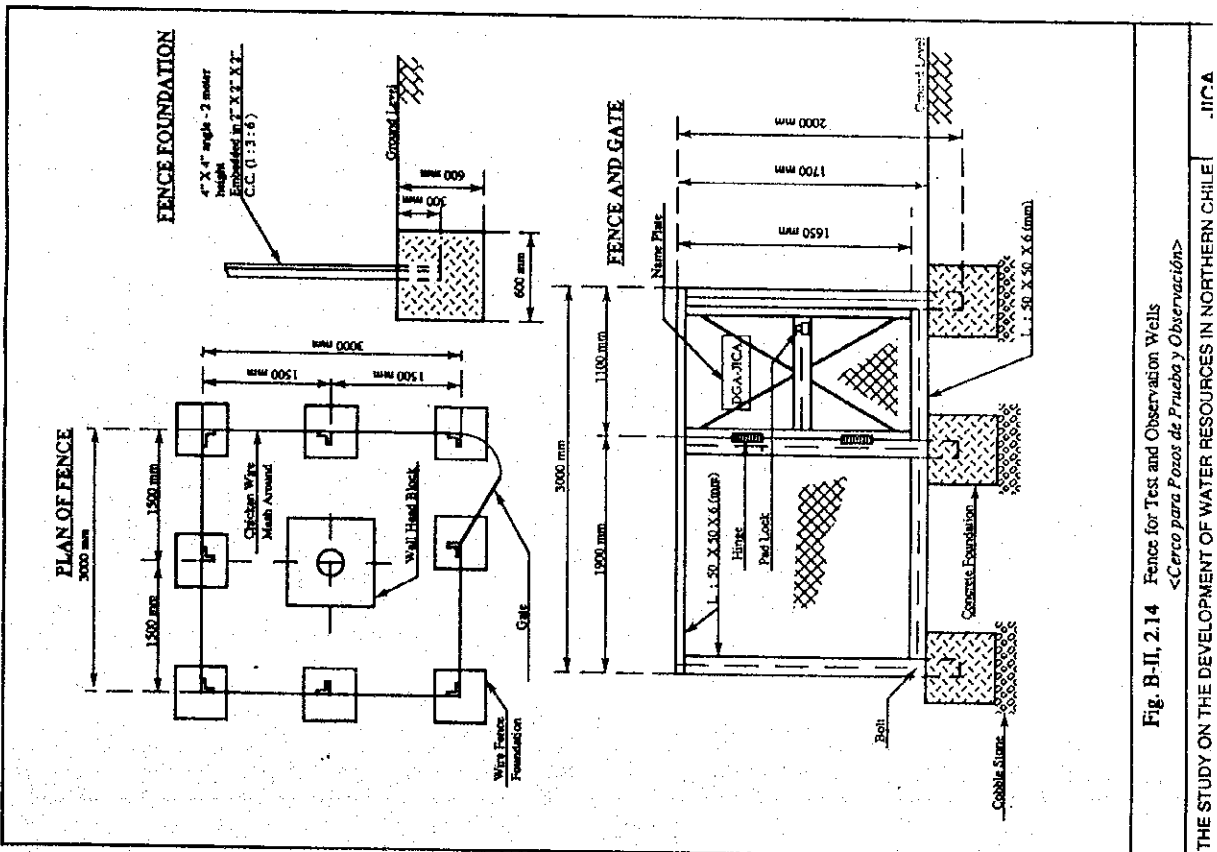 PLAN OF FENCE
3000 mm
1500 mm
1500 mm
3000 mm
1500 mm
1500 mm
Chicken Wire
Mesh Around
Wall Head Block
Gate
Wire Fence
Foundation
FENCE FOUNDATION
4" X 4" angle - 2 meter
height
Embedded in 2" X 2" X 2"
C.C. (1 : 3 : 6)
Ground Level
300 mm
600 mm
600 mm
FENCE AND GATE
3000 mm
1900 mm
1100 mm
Name Plate
DGA-JICA
L : 50 X 50 X 6 (mm)
Hinge
Pad Lock
1650 mm
1700 mm
2000 mm
Ground Level
Bolt
Cobble Stone
Concrete Foundation
L : 50 X 50 X 6 (mm)
Fig. B-II, 2.14 Fence for Test and Observation Wells
<Cerco para Pozos de Prueba y Observación>
THE STUDY ON THE DEVELOPMENT OF WATER RESOURCES IN NORTHERN CHILE
JICA